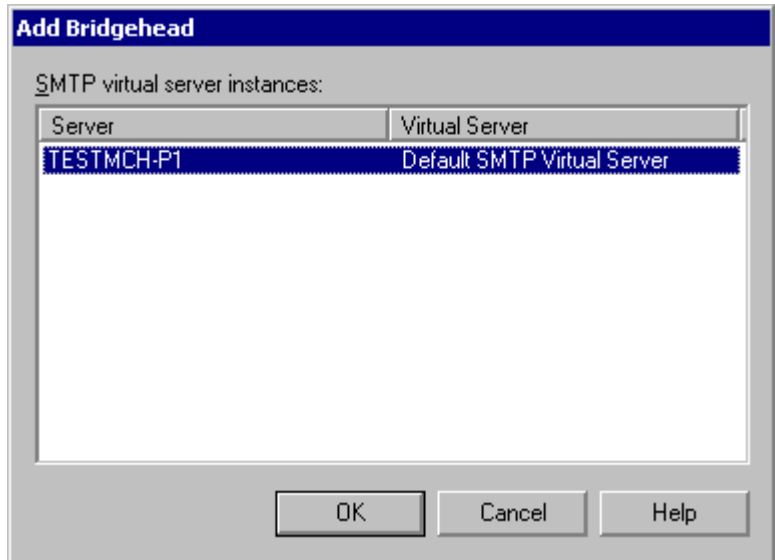 Add Bridgehead
SMTP virtual server instances:
Server Virtual Server
TESTMCH-P1 Default SMTP Virtual Server
OK Cancel Help